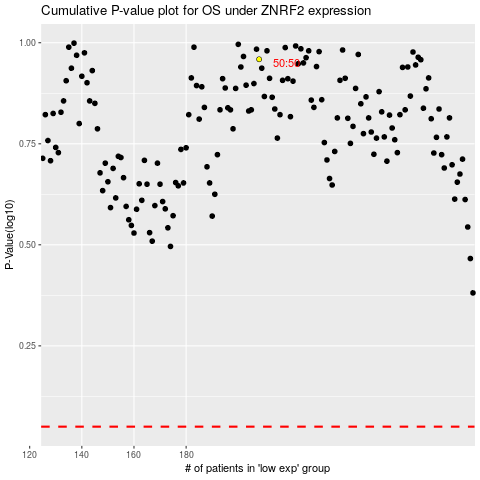 Cumulative P-value plot for OS under ZNRF2 expression
P-Value(log10)
1.00
0.75
0.50
0.25
50:50
120 140 160 180
# of patients in 'low exp' group